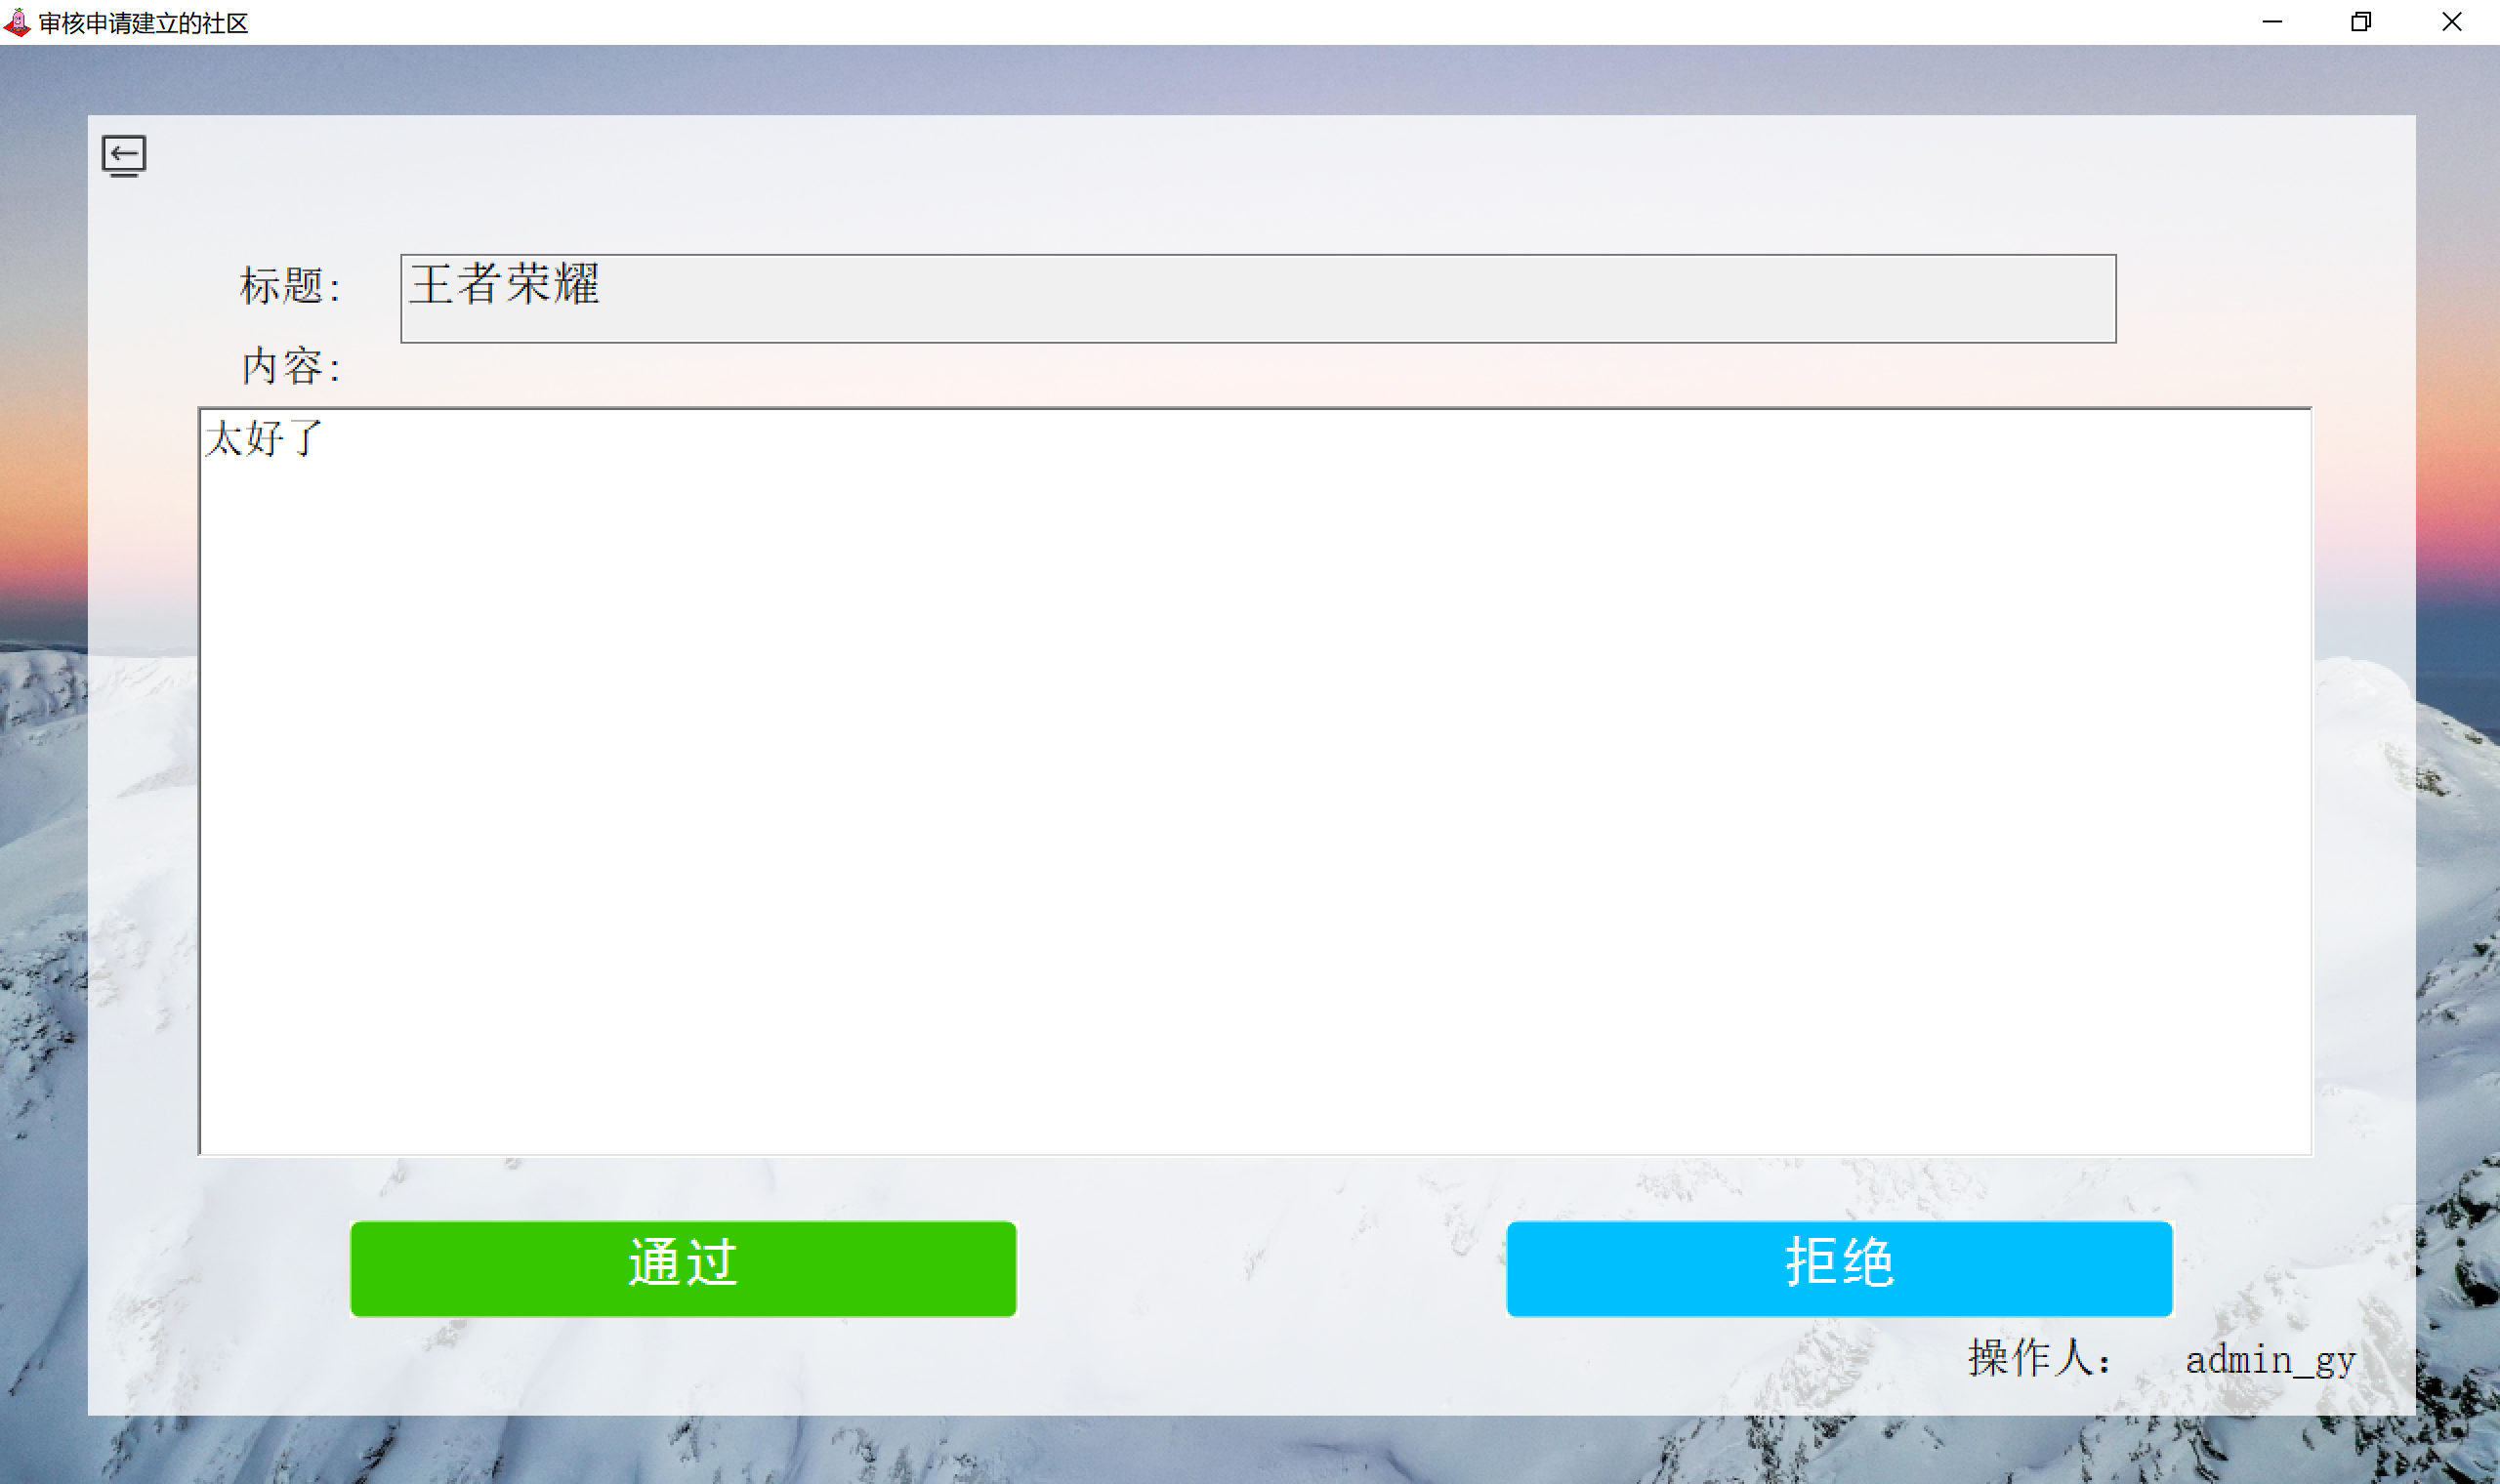 审核申请建立的社区
标题:
王者荣耀
内容:
太好了
通过
拒绝
操作人:
admin_gy